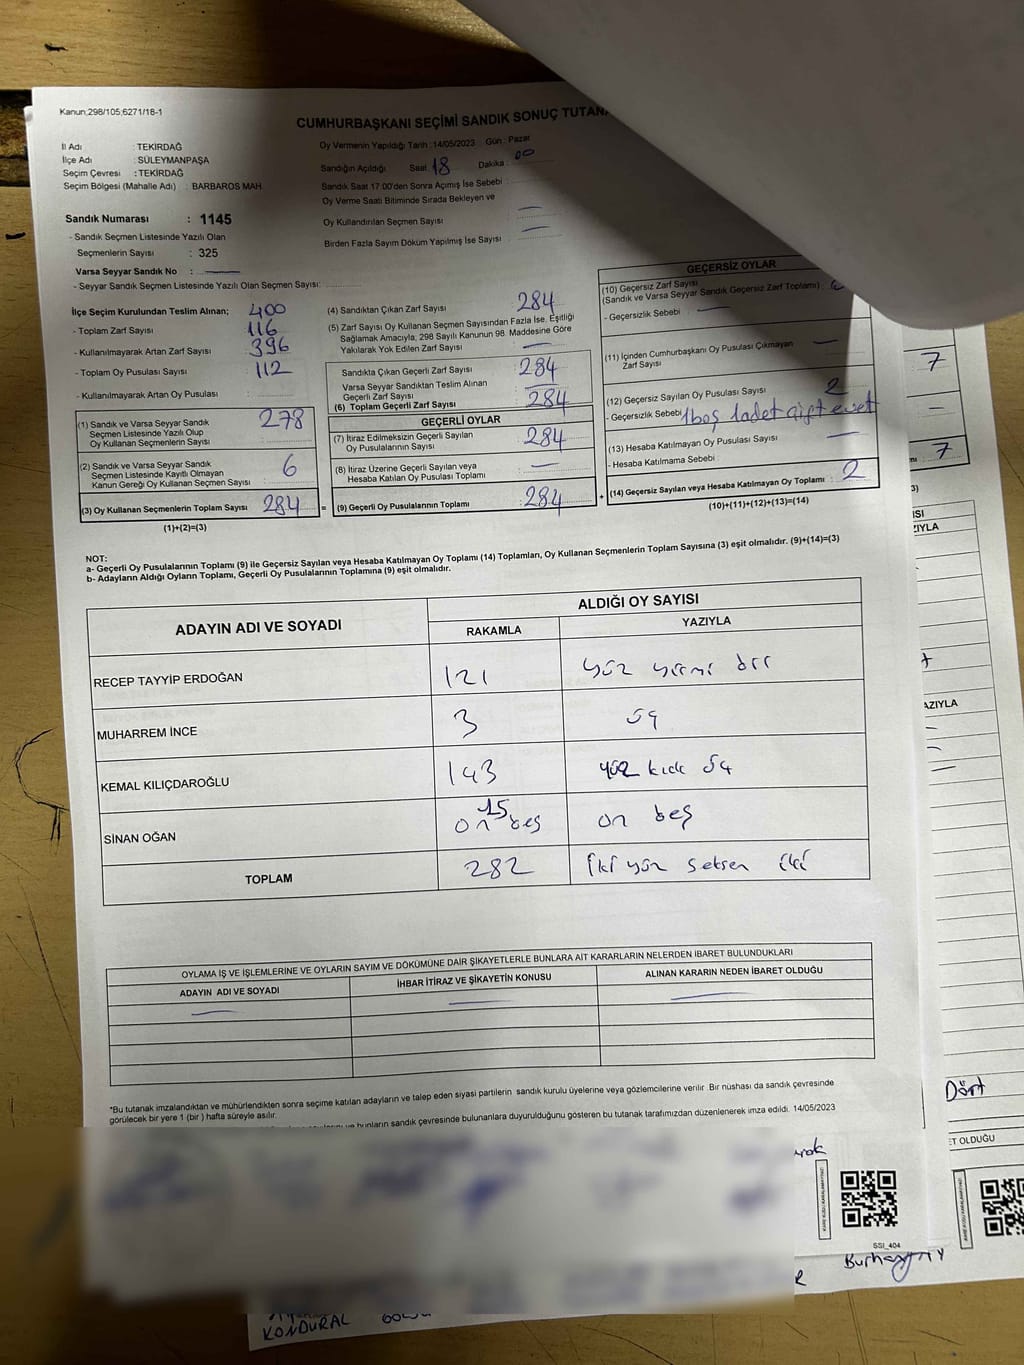 Kanun,298/105,6271/18-1
CUMHURBAŞKANI SEÇİMİ SANDIK SONUÇ TUTAN
İl Adı : TEKİRDAĞ
İlçe Adı : SÜLEYMANPAŞA
Seçim Çevresi : TEKİRDAĞ
Seçim Bölgesi (Mahalle Adı) : BARBAROS MAH
Sandık Numarası : 1145
- Sandık Seçmen Listesinde Yazılı Olan
Seçmenlerin Sayısı : 325
Varsa Seyyar Sandık No : —
- Seyyar Sandık Seçmen Listesinde Yazılı Olan Seçmen Sayısı:
Oy Vermenin Yapıldığı Tarih :14/05/2023 Gün : Pazar
Sandığın Açıldığı Saat 18 Dakika : 00
Sandık Saat 17:00'den Sonra Açımış İse Sebebi :
Oy Verme Saati Bitiminde Sırada Bekleyen ve
Oy Kullandırılan Seçmen Sayısı —
Birden Fazla Sayım Döküm Yapılmış İse Sayısı : —
İlçe Seçim Kurulundan Teslim Alınan;
400
- Toplam Zarf Sayısı 116
- Kullanılmayarak Artan Zarf Sayısı 396
- Toplam Oy Pusulası Sayısı : 112
- Kullanılmayarak Artan Oy Pusulası
(1) Sandık ve Varsa Seyyar Sandık
Seçmen Listesinde Yazılı Olup
Oy Kullanan Seçmenlerin Sayısı 278
(2) Sandık ve Varsa Seyyar Sandık
Seçmen Listesinde Kayıtlı Olmayan
Kanun Gereği Oy Kullanan Seçmen Sayısı : 6
(3) Oy Kullanan Seçmenlerin Toplam Sayısı : 284
(1)+(2)=(3)
(4) Sandıktan Çıkan Zarf Sayısı 284
(5) Zarf Sayısı Oy Kullanan Seçmen Sayısından Fazla İse, Eşitliği
Sağlamak Amacıyla, 298 Sayılı Kanunun 98. Maddesine Göre
Yakılarak Yok Edilen Zarf Sayısı : —
Sandıkta Çıkan Geçerli Zarf Sayısı : 284
Varsa Seyyar Sandıktan Teslim Alınan
Geçerli Zarf Sayısı : —
(6) Toplam Geçerli Zarf Sayısı : 284
GEÇERLİ OYLAR
(7) İtiraz Edilmeksizin Geçerli Sayılan
Oy Pusulalarının Sayısı : 284
(8) İtiraz Üzerine Geçerli Sayılan veya
Hesaba Katılan Oy Pusulası Toplamı : —
= (9) Geçerli Oy Pusulalarının Toplamı : 284
GEÇERSİZ OYLAR
(10) Geçersiz Zarf Sayısı
(Sandık ve Varsa Seyyar Sandık Geçersiz Zarf Toplamı) :
- Geçersizlik Sebebi :
(11) İçinden Cumhurbaşkanı Oy Pusulası Çıkmayan
Zarf Sayısı —
(12) Geçersiz Sayılan Oy Pusulası Sayısı : 2
- Geçersizlik Sebebi 1boş 1adet çift evet
(13) Hesaba Katılmayan Oy Pusulası Sayısı : —
- Hesaba Katılmama Sebebi :
+ (14) Geçersiz Sayılan veya Hesaba Katılmayan Oy Toplamı : 2
(10)+(11)+(12)+(13)=(14)
NOT:
a- Geçerli Oy Pusulalarının Toplamı (9) ile Geçersiz Sayılan veya Hesaba Katılmayan Oy Toplamı (14) Toplamları, Oy Kullanan Seçmenlerin Toplam Sayısına (3) eşit olmalıdır. (9)+(14)=(3)
b- Adayların Aldığı Oyların Toplamı, Geçerli Oy Pusulalarının Toplamına (9) eşit olmalıdır.
ADAYIN ADI VE SOYADI
ALDIĞI OY SAYISI
RAKAMLA YAZIYLA
RECEP TAYYİP ERDOĞAN 121 yüz yirmi bir
MUHARREM İNCE 3 üç
KEMAL KILIÇDAROĞLU 143 yüz kırk üç
15
SİNAN OĞAN on beş on beş
TOPLAM 282 İki yüz seksen iki
OYLAMA İŞ VE İŞLEMLERİNE VE OYLARIN SAYIM VE DÖKÜMÜNE DAİR ŞİKAYETLERLE BUNLARA AİT KARARLARIN NELERDEN İBARET BULUNDUKLARI
ADAYIN ADI VE SOYADI İHBAR İTİRAZ VE ŞİKAYETİN KONUSU ALINAN KARARIN NEDEN İBARET OLDUĞU
— — —
*Bu tutanak imzalandıktan ve mühürlendikten sonra seçime katılan adayların ve talep eden siyasi partilerin sandık kurulu üyelerine veya gözlemcilerine verilir .Bir nüshası da sandık çevresinde
görülecek bir yere 1 (bir ) hafta süreyle asılır.
bunların sandık çevresinde bulunanlara duyurulduğunu gösteren bu tutanak tarafımızdan düzenlenerek imza edildi. 14/05/2023
SSI_404
KONDURAL
7
—
7
3)
ISI
ZIYLA
AZIYLA
Dört
ET OLDUĞU